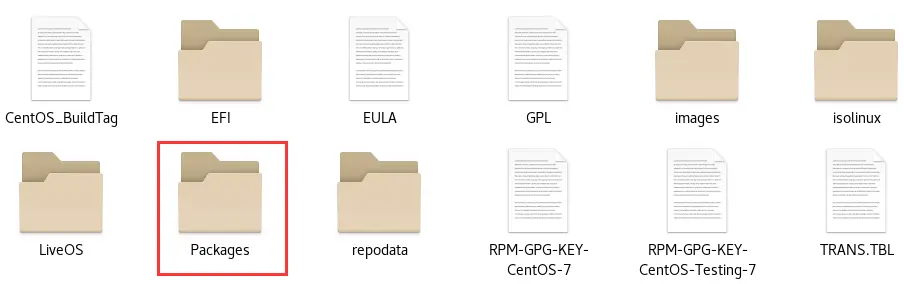 CentOS_BuildTag
EFI
EULA
GPL
images
isolinux
LiveOS
Packages
repodata
RPM-GPG-KEY-
CentOS-7
RPM-GPG-KEY-
CentOS-Testing-7
TRANS.TBL